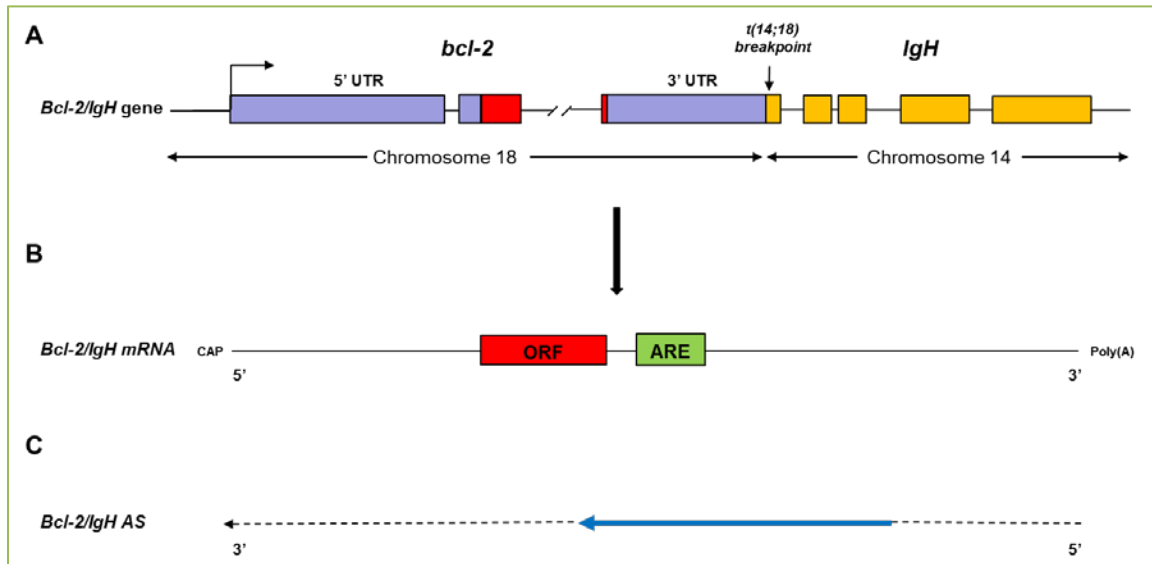 A
bcl-2
t(14;18)
breakpoint
IgH
5’ UTR
3’ UTR
Bcl-2/IgH gene
Chromosome 18
Chromosome 14
B
Bcl-2/IgH mRNA
CAP
ORF
ARE
Poly(A)
5’
3’
C
Bcl-2/IgH AS
3’
5’